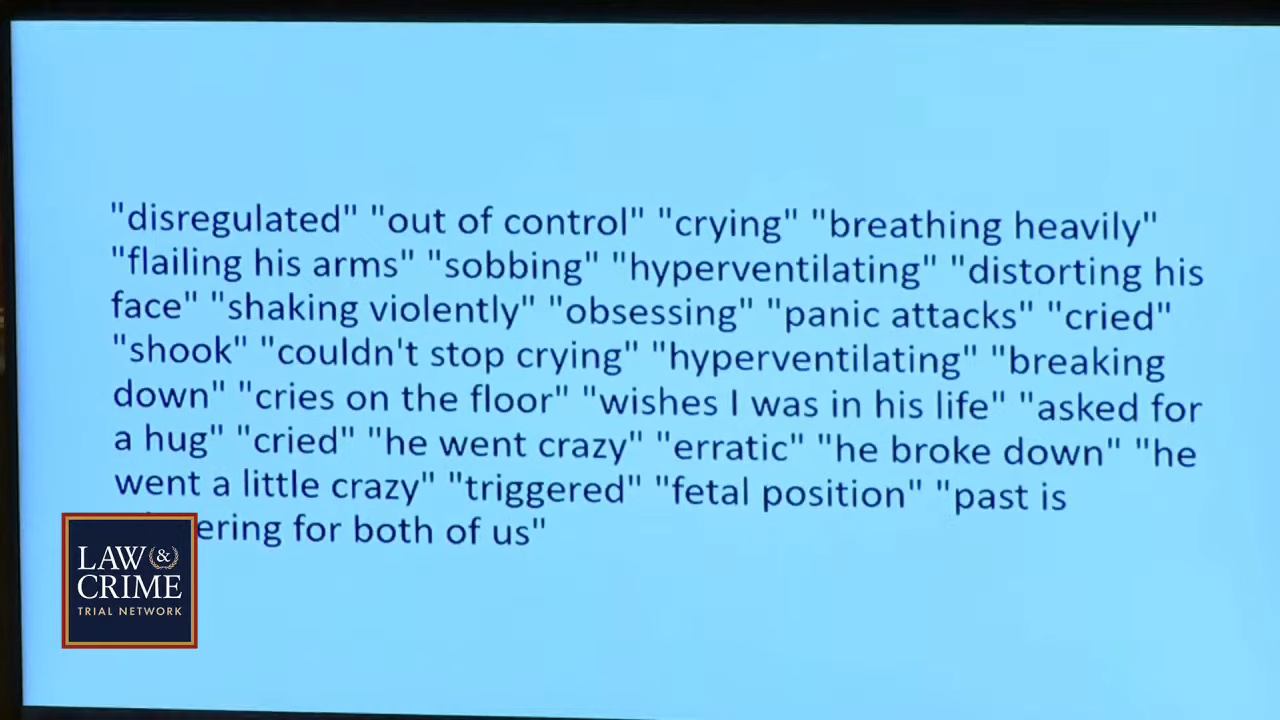 "disregulated" "out of control" "crying" "breathing heavily"
"flailing his arms" "sobbing" "hyperventilating" "distorting his
face" "shaking violently" "obsessing" "panic attacks" "cried"
"shook" "couldn't stop crying" "hyperventilating" "breaking
down" "cries on the floor" "wishes I was in his life" "asked for
a hug" "cried" "he went crazy" "erratic" "he broke down" "he
went a little crazy" "triggered" "fetal position" "past is
for both of us"
LAW &
CRIME
TRIAL NETWORK